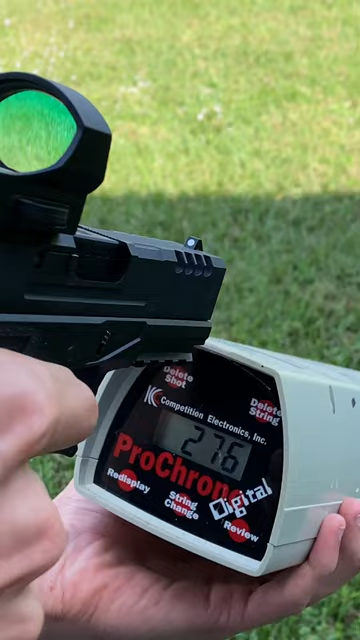 Delete
Shot
Delete
String
Competition Electronics, Inc.
276
ProChrono
Digital
Redisplay
String
Change
Review